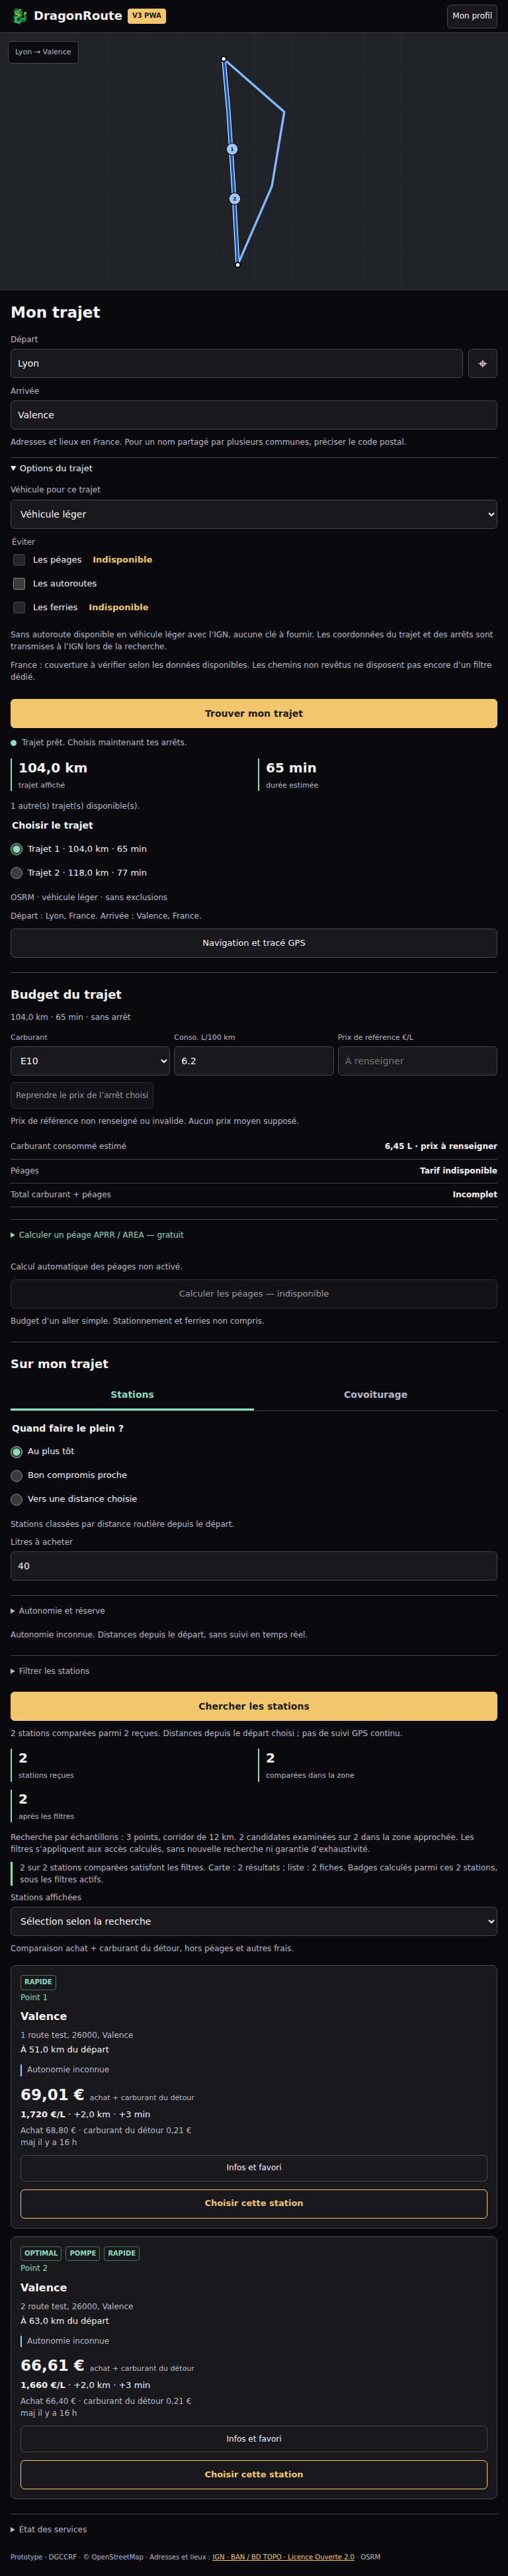 DragonRoute V3 PWA Mon profil
Lyon → Valence
1
2
Mon trajet
Départ
Lyon
Arrivée
Valence
Adresses et lieux en France. Pour un nom partagé par plusieurs communes, préciser le code postal.
Options du trajet
Véhicule pour ce trajet
Véhicule léger
Éviter
Les péages Indisponible
Les autoroutes
Les ferries Indisponible
Sans autoroute disponible en véhicule léger avec l’IGN, aucune clé à fournir. Les coordonnées du trajet et des arrêts sont
transmises à l’IGN lors de la recherche.
France : couverture à vérifier selon les données disponibles. Les chemins non revêtus ne disposent pas encore d’un filtre
dédié.
Trouver mon trajet
Trajet prêt. Choisis maintenant tes arrêts.
104,0 km 65 min
trajet affiché durée estimée
1 autre(s) trajet(s) disponible(s).
Choisir le trajet
Trajet 1 · 104,0 km · 65 min
Trajet 2 · 118,0 km · 77 min
OSRM · véhicule léger · sans exclusions
Départ : Lyon, France. Arrivée : Valence, France.
Navigation et tracé GPS
Budget du trajet
104,0 km · 65 min · sans arrêt
Carburant Conso. L/100 km Prix de référence €/L
E10 6.2 À renseigner
Reprendre le prix de l’arrêt choisi
Prix de référence non renseigné ou invalide. Aucun prix moyen supposé.
Carburant consommé estimé 6,45 L · prix à renseigner
Péages Tarif indisponible
Total carburant + péages Incomplet
Calculer un péage APRR / AREA — gratuit
Calcul automatique des péages non activé.
Calculer les péages — indisponible
Budget d’un aller simple. Stationnement et ferries non compris.
Sur mon trajet
Stations Covoiturage
Quand faire le plein ?
Au plus tôt
Bon compromis proche
Vers une distance choisie
Stations classées par distance routière depuis le départ.
Litres à acheter
40
Autonomie et réserve
Autonomie inconnue. Distances depuis le départ, sans suivi en temps réel.
Filtrer les stations
Chercher les stations
2 stations comparées parmi 2 reçues. Distances depuis le départ choisi ; pas de suivi GPS continu.
2 2
stations reçues comparées dans la zone
2
après les filtres
Recherche par échantillons : 3 points, corridor de 12 km. 2 candidates examinées sur 2 dans la zone approchée. Les
filtres s’appliquent aux accès calculés, sans nouvelle recherche ni garantie d’exhaustivité.
2 sur 2 stations comparées satisfont les filtres. Carte : 2 résultats ; liste : 2 fiches. Badges calculés parmi ces 2 stations,
sous les filtres actifs.
Stations affichées
Sélection selon la recherche
Comparaison achat + carburant du détour, hors péages et autres frais.
RAPIDE
Point 1
Valence
1 route test, 26000, Valence
À 51,0 km du départ
Autonomie inconnue
69,01 € achat + carburant du détour
1,720 €/L · +2,0 km · +3 min
Achat 68,80 € · carburant du détour 0,21 €
maj il y a 16 h
Infos et favori
Choisir cette station
OPTIMAL POMPE RAPIDE
Point 2
Valence
2 route test, 26000, Valence
À 63,0 km du départ
Autonomie inconnue
66,61 € achat + carburant du détour
1,660 €/L · +2,0 km · +3 min
Achat 66,40 € · carburant du détour 0,21 €
maj il y a 16 h
Infos et favori
Choisir cette station
État des services
Prototype · DGCCRF · © OpenStreetMap · Adresses et lieux : IGN · BAN / BD TOPO · Licence Ouverte 2.0 · OSRM